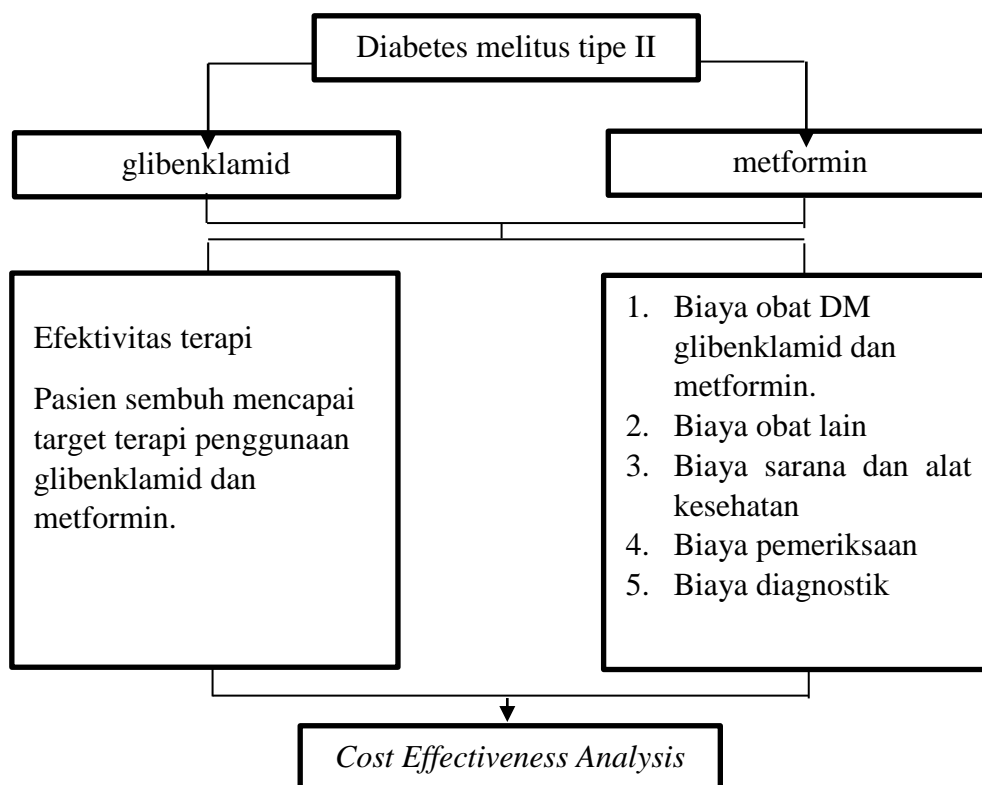 Diabetes melitus tipe II
glibenklamid
metformin
Efektivitas terapi
Pasien sembuh mencapai
target terapi penggunaan
glibenklamid dan
metformin.
1. Biaya obat DM
glibenklamid dan
metformin.
2. Biaya obat lain
3. Biaya sarana dan alat
kesehatan
4. Biaya pemeriksaan
5. Biaya diagnostik
Cost Effectiveness Analysis